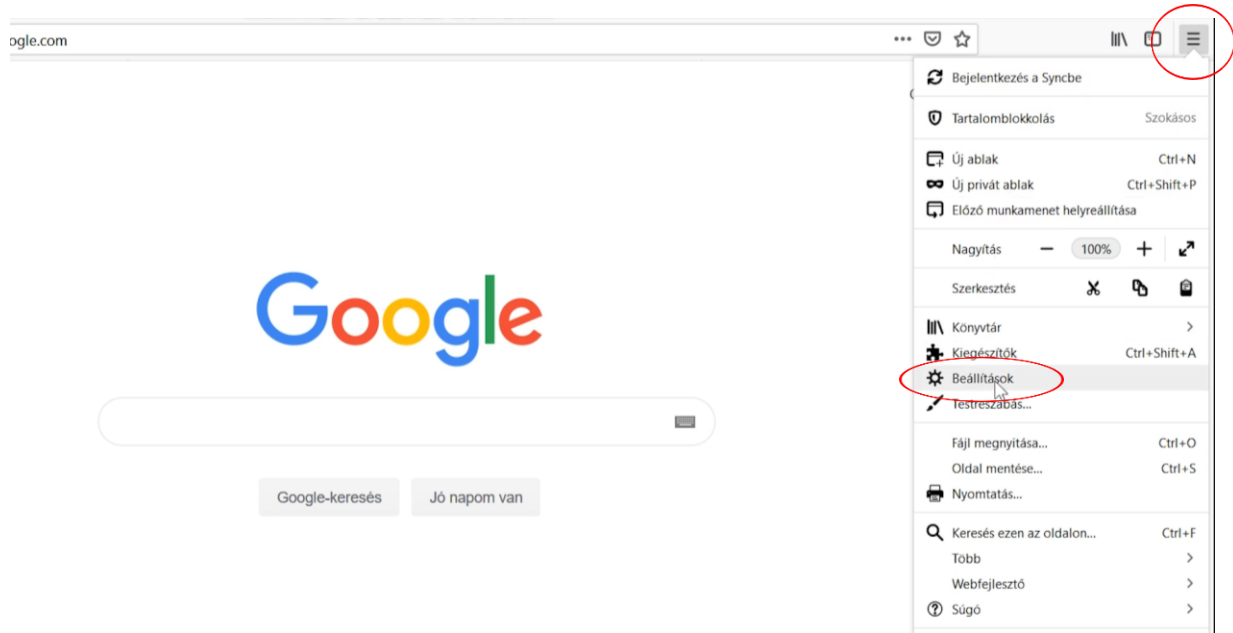 ogle.com
Bejelentkezés a Syncbe
Tartalomblokkolás Szokásos
Új ablak Ctrl+N
Új privát ablak Ctrl+Shift+P
Előző munkamenet helyreállítása
Nagyítás 100%
Szerkesztés
Könyvtár
Kiegészítők Ctrl+Shift+A
Beállítások
Testreszabás...
Fájl megnyitása... Ctrl+O
Oldal mentése... Ctrl+S
Nyomtatás...
Keresés ezen az oldalon... Ctrl+F
Több
Webfejlesztő
Súgó
Google
Google-keresés Jó napom van